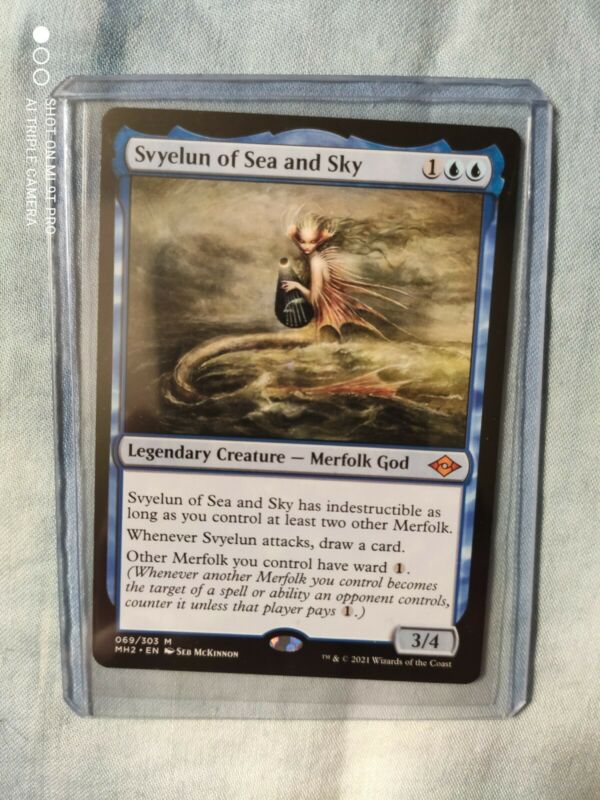 Svyelun of Sea and Sky 1
Legendary Creature — Merfolk God
Svyelun of Sea and Sky has indestructible as
long as you control at least two other Merfolk.
Whenever Svyelun attacks, draw a card.
Other Merfolk you control have ward 1.
(Whenever another Merfolk you control becomes
the target of a spell or ability an opponent controls,
counter it unless that player pays 1.)
3/4
069/303 M
MH2 • EN SEB MCKINNON
™ & © 2021 Wizards of the Coast
SHOT ON MI 9T PRO
AI TRIPLE CAMERA